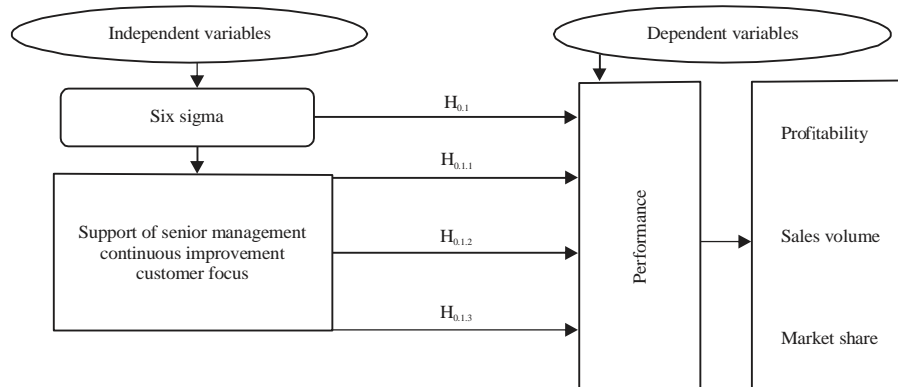 Independent variables
Dependent variables
Six sigma
H0.1
H0.1.1
Support of senior management
continuous improvement
customer focus
H0.1.2
H0.1.3
Performance
Profitability
Sales volume
Market share